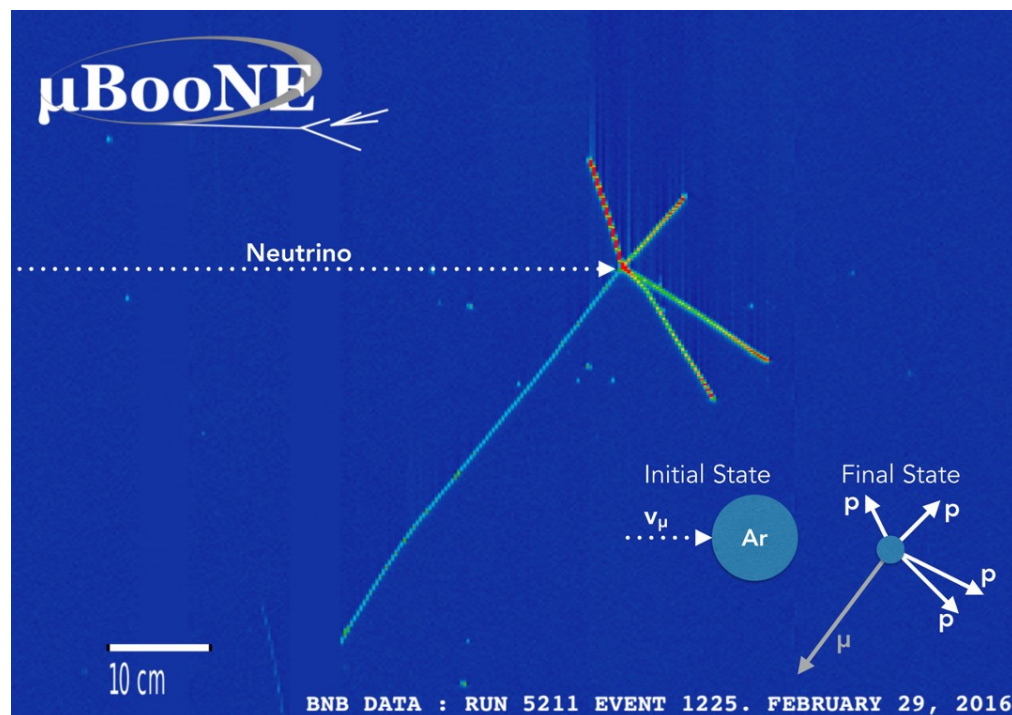 µBooNE
Neutrino
Initial State
Final State
νμ
Ar
p
p
p
p
μ
10 cm
BNB DATA : RUN 5211 EVENT 1225. FEBRUARY 29, 2016